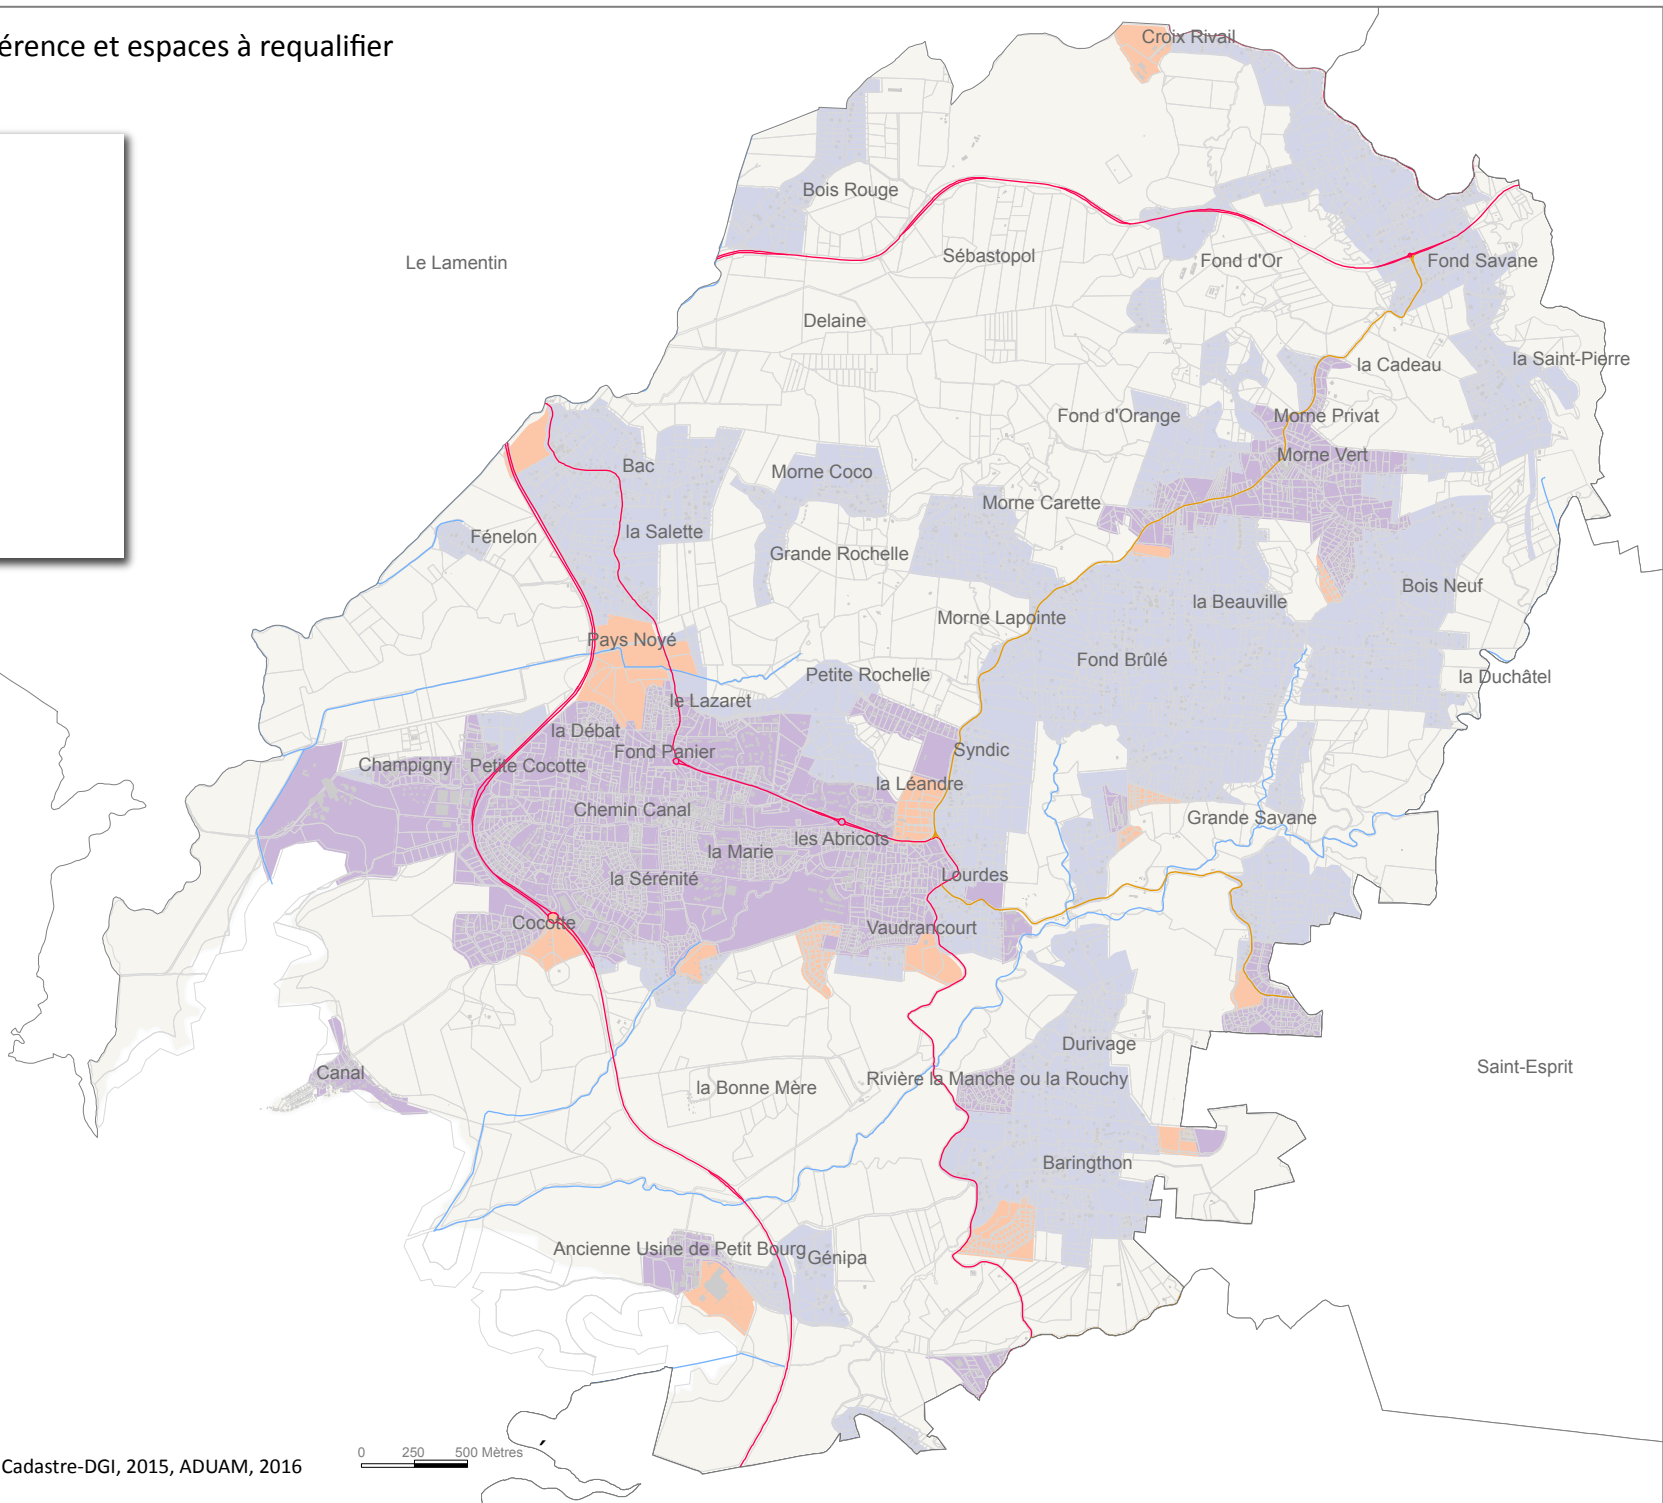 érence et espaces à requalifier
Croix Rivail
Bois Rouge
Le Lamentin
Sébastopol
Fond d'Or
Fond Savane
Delaine
la Cadeau
la Saint-Pierre
Fond d'Orange
Morne Privat
Morne Vert
Bac
Morne Coco
Morne Carette
Fénelon
la Salette
Grande Rochelle
Bois Neuf
la Beauville
Morne Lapointe
Pays Noyé
Fond Brûlé
Petite Rochelle
la Duchâtel
le Lazaret
la Débat
Fond Panier
Syndic
Champigny
Petite Cocotte
la Léandre
Chemin Canal
Grande Savane
les Abricots
la Marie
la Sérénité
Lourdes
Cocotte
Vaudrancourt
Durivage
Canal
la Bonne Mère
Rivière la Manche ou la Rouchy
Saint-Esprit
Baringthon
Ancienne Usine de Petit Bourg
Génipa
0 250 500 Mètres
Cadastre-DGI, 2015, ADUAM, 2016